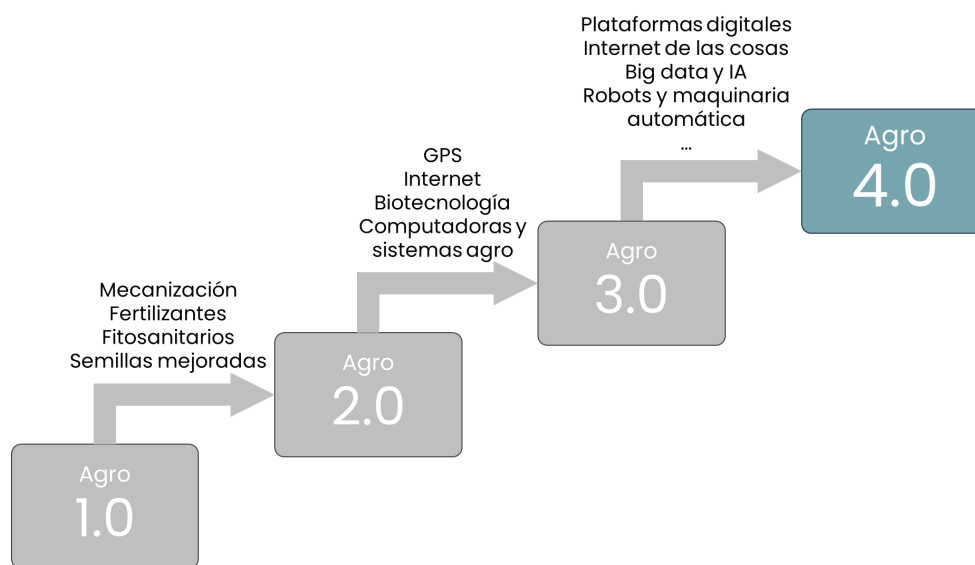 Plataformas digitales
Internet de las cosas
Big data y IA
Robots y maquinaria
automática
...
Agro
4.0
GPS
Internet
Biotecnología
Computadoras y
sistemas agro
Agro
3.0
Mecanización
Fertilizantes
Fitosanitarios
Semillas mejoradas
Agro
2.0
Agro
1.0